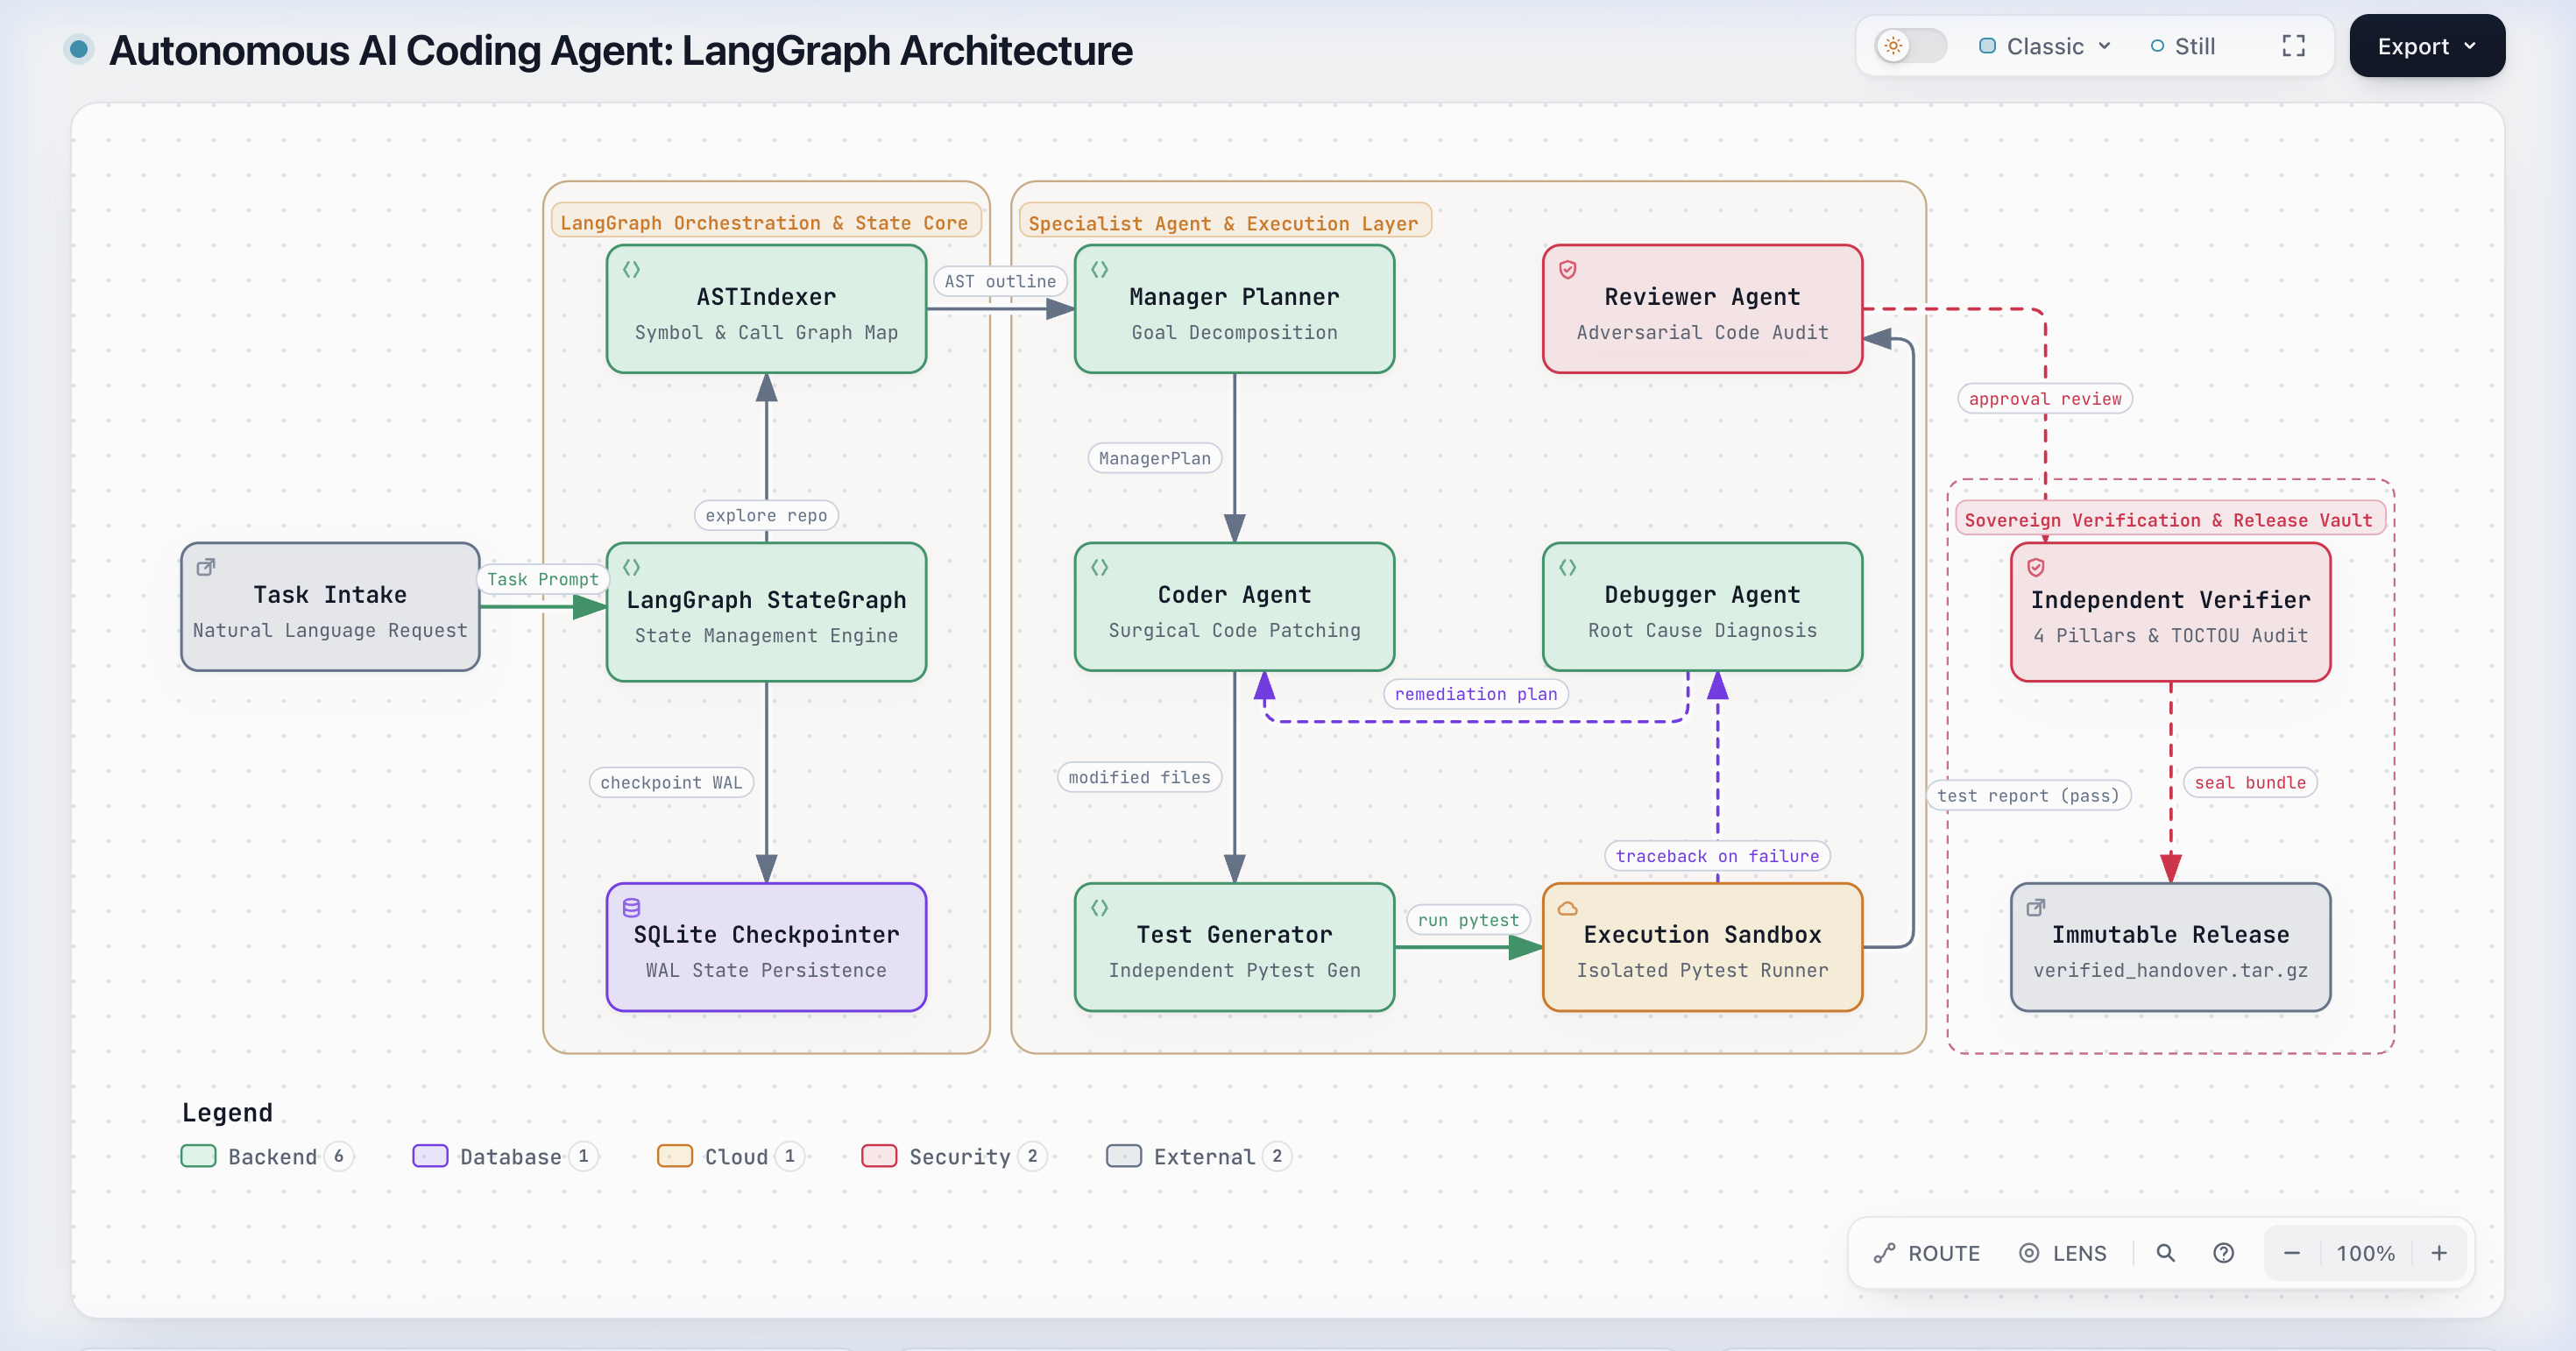 Autonomous AI Coding Agent: LangGraph Architecture
Classic
Still
Export
LangGraph Orchestration & State Core
Specialist Agent & Execution Layer
ASTIndexer
Symbol & Call Graph Map
AST outline
Manager Planner
Goal Decomposition
Reviewer Agent
Adversarial Code Audit
approval review
ManagerPlan
explore repo
Sovereign Verification & Release Vault
Task Intake
Natural Language Request
Task Prompt
LangGraph StateGraph
State Management Engine
Coder Agent
Surgical Code Patching
Debugger Agent
Root Cause Diagnosis
Independent Verifier
4 Pillars & TOCTOU Audit
remediation plan
checkpoint WAL
modified files
test report (pass)
seal bundle
traceback on failure
SQLite Checkpointer
WAL State Persistence
Test Generator
Independent Pytest Gen
run pytest
Execution Sandbox
Isolated Pytest Runner
Immutable Release
verified_handover.tar.gz
Legend
Backend 6
Database 1
Cloud 1
Security 2
External 2
ROUTE
LENS
100%